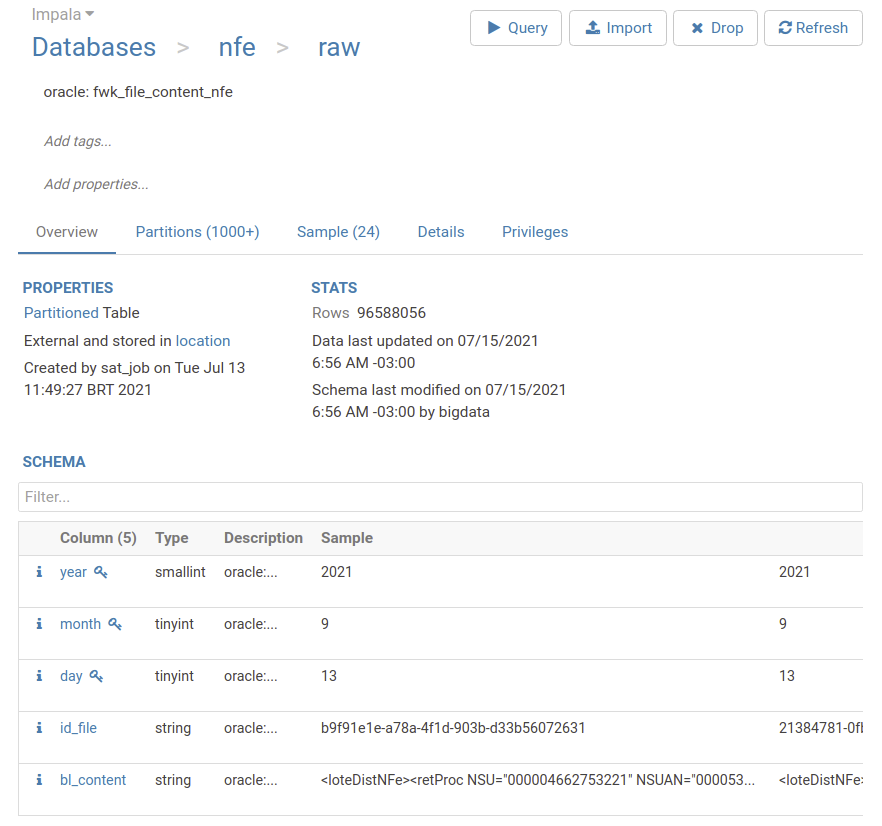 Impala
Databases > nfe > raw
Query Import Drop Refresh
oracle: fwk_file_content_nfe
Add tags...
Add properties...
Overview Partitions (1000+) Sample (24) Details Privileges
PROPERTIES
Partitioned Table
External and stored in location
Created by sat_job on Tue Jul 13
11:49:27 BRT 2021
STATS
Rows 96588056
Data last updated on 07/15/2021
6:56 AM -03:00
Schema last modified on 07/15/2021
6:56 AM -03:00 by bigdata
SCHEMA
Filter...
Column (5) Type Description Sample
i year smallint oracle:... 2021 2021
i month tinyint oracle:... 9 9
i day tinyint oracle:... 13 13
i id_file string oracle:... b9f91e1e-a78a-4f1d-903b-d33b56072631 21384781-0fb
i bl_content string oracle:... <loteDistNFe><retProc NSU="000004662753221" NSUAN="000053... <loteDistNFe>